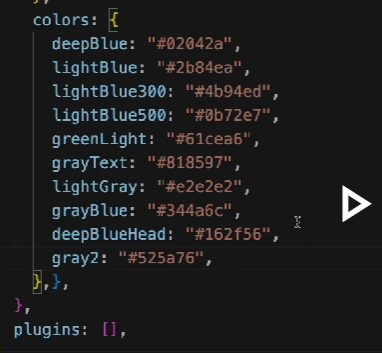 },
colors: {
deepBlue: "#02042a",
lightBlue: "#2b84ea",
lightBlue300: "#4b94ed",
lightBlue500: "#0b72e7",
greenLight: "#61cea6",
grayText: "#818597",
lightGray: "#e2e2e2",
grayBlue: "#344a6c",
deepBlueHead: "#162f56",
gray2: "#525a76",
},},
},
plugins: [],